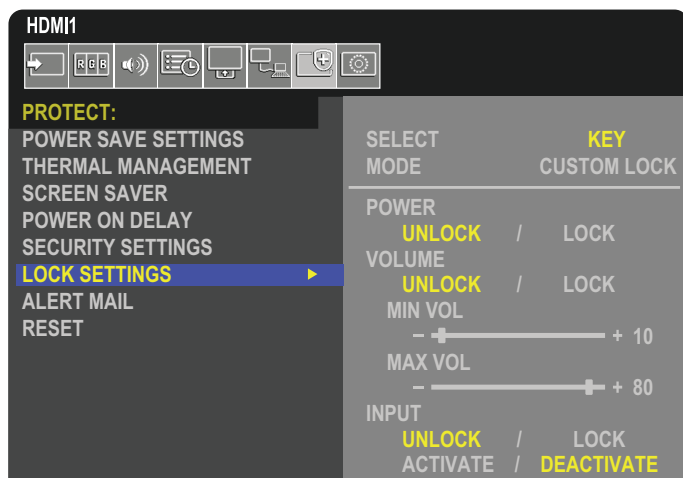 HDMI1
RGB
PROTECT:
POWER SAVE SETTINGS
THERMAL MANAGEMENT
SCREEN SAVER
POWER ON DELAY
SECURITY SETTINGS
LOCK SETTINGS
ALERT MAIL
RESET
SELECT KEY
MODE CUSTOM LOCK
POWER
UNLOCK / LOCK
VOLUME
UNLOCK / LOCK
MIN VOL
- + 10
MAX VOL
- + 80
INPUT
UNLOCK / LOCK
ACTIVATE / DEACTIVATE